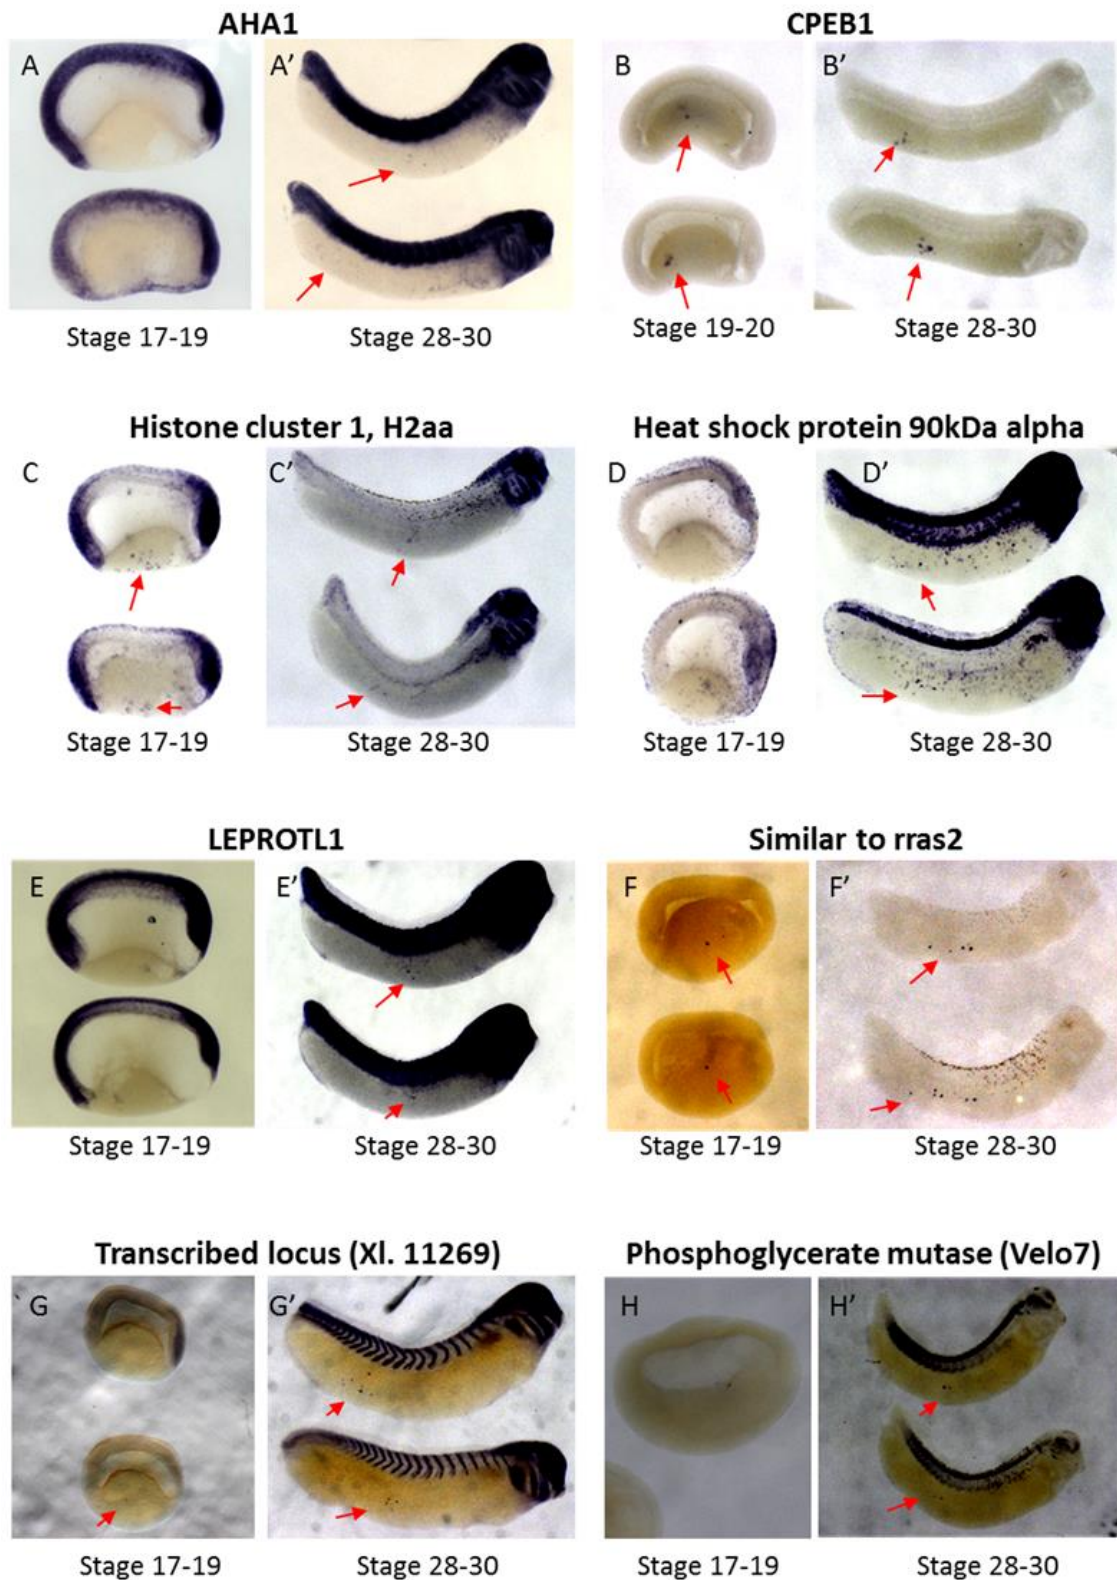 AHA1
CPEB1
A
A'
B
B'
Stage 17-19
Stage 28-30
Stage 19-20
Stage 28-30
Histone cluster 1, H2aa
Heat shock protein 90kDa alpha
C
C'
D
D'
Stage 17-19
Stage 28-30
Stage 17-19
Stage 28-30
LEPROTL1
Similar to rras2
E
E'
F
F'
Stage 17-19
Stage 28-30
Stage 17-19
Stage 28-30
Transcribed locus (Xl. 11269)
Phosphoglycerate mutase (Velo7)
G
G'
H
H'
Stage 17-19
Stage 28-30
Stage 17-19
Stage 28-30